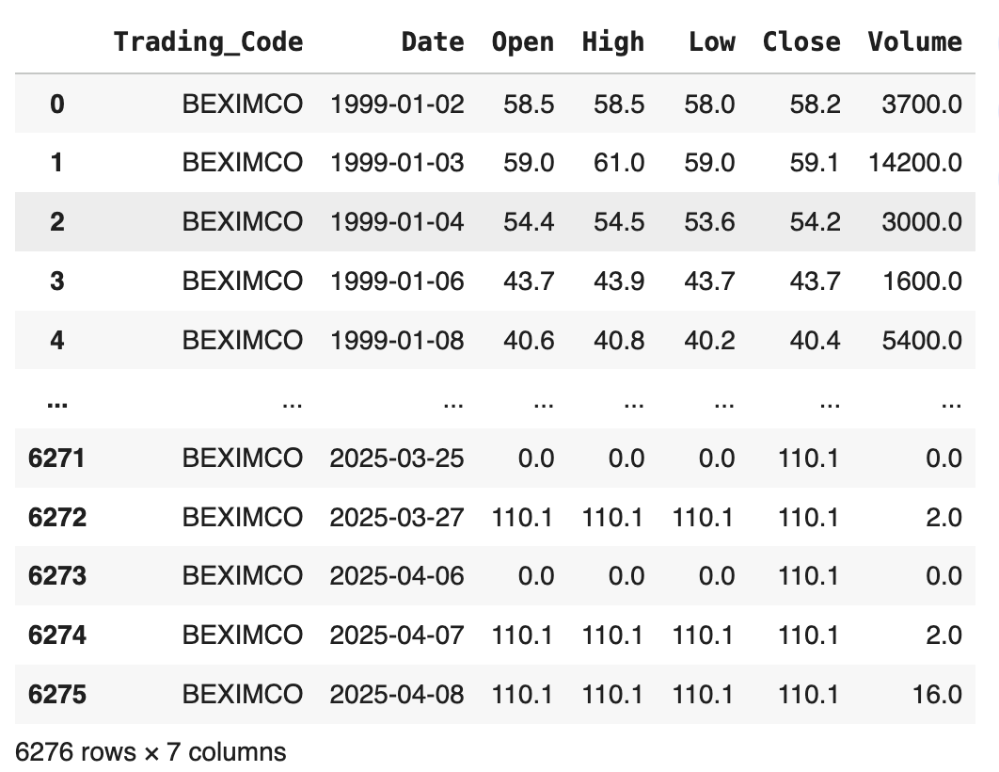 Trading_Code Date Open High Low Close Volume
0 BEXIMCO 1999-01-02 58.5 58.5 58.0 58.2 3700.0
1 BEXIMCO 1999-01-03 59.0 61.0 59.0 59.1 14200.0
2 BEXIMCO 1999-01-04 54.4 54.5 53.6 54.2 3000.0
3 BEXIMCO 1999-01-06 43.7 43.9 43.7 43.7 1600.0
4 BEXIMCO 1999-01-08 40.6 40.8 40.2 40.4 5400.0
... ... ... ... ... ... ... ...
6271 BEXIMCO 2025-03-25 0.0 0.0 0.0 110.1 0.0
6272 BEXIMCO 2025-03-27 110.1 110.1 110.1 110.1 2.0
6273 BEXIMCO 2025-04-06 0.0 0.0 0.0 110.1 0.0
6274 BEXIMCO 2025-04-07 110.1 110.1 110.1 110.1 2.0
6275 BEXIMCO 2025-04-08 110.1 110.1 110.1 110.1 16.0
6276 rows × 7 columns